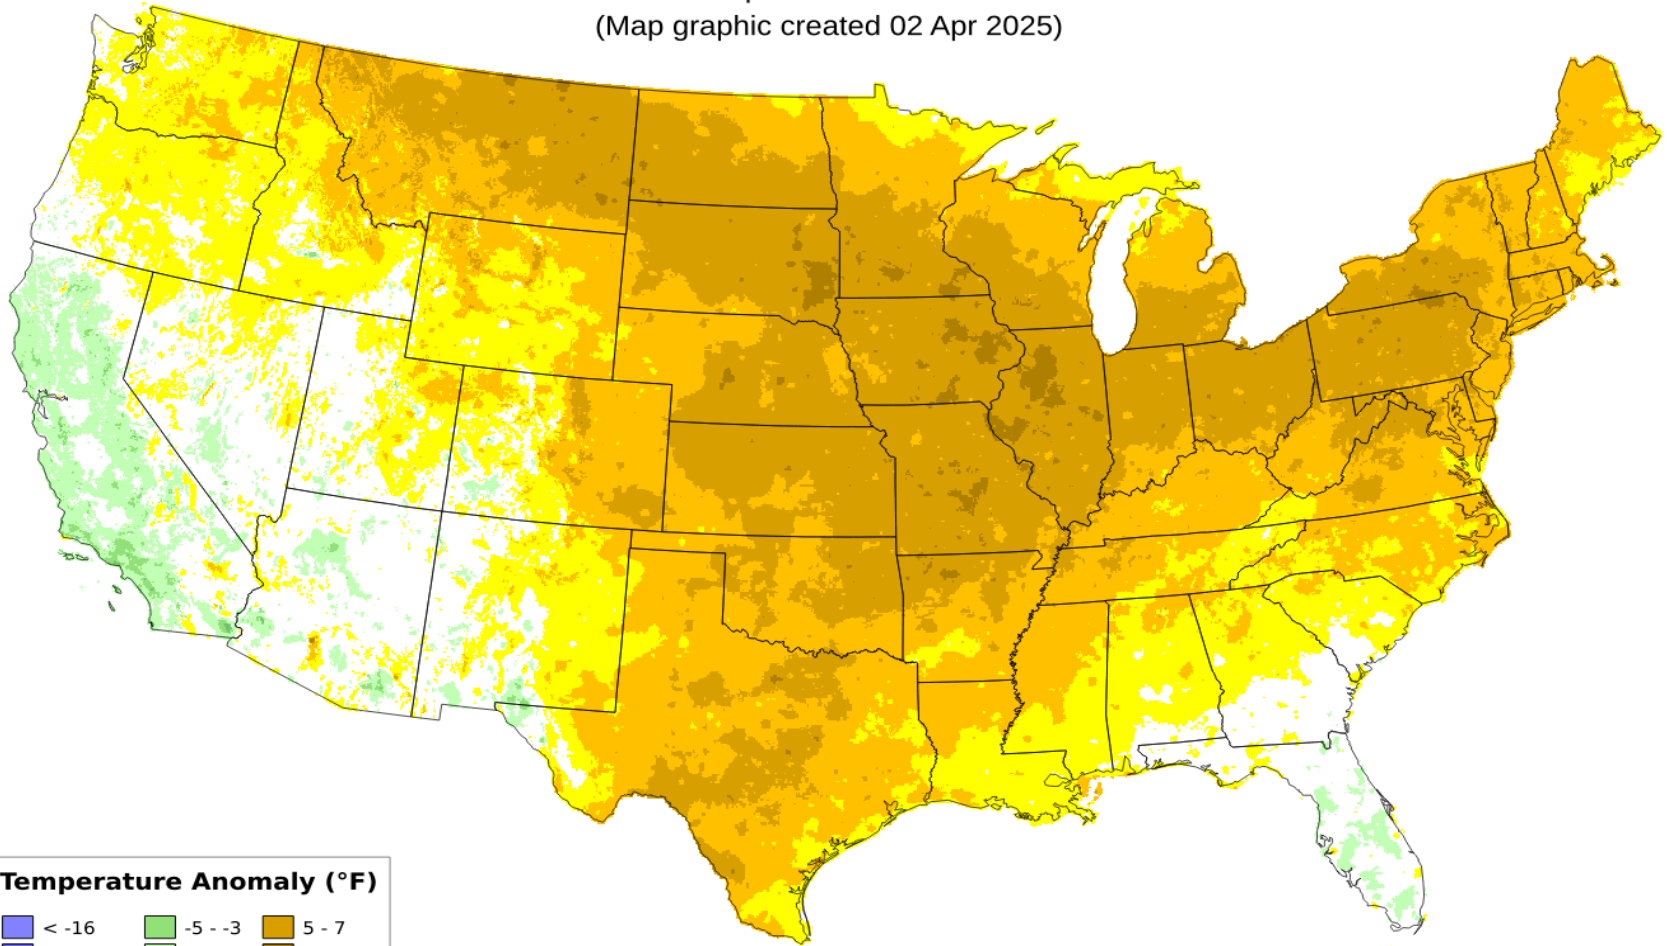 (Map graphic created 02 Apr 2025)
Temperature Anomaly (°F)
< -16 -5 - -3 5 - 7